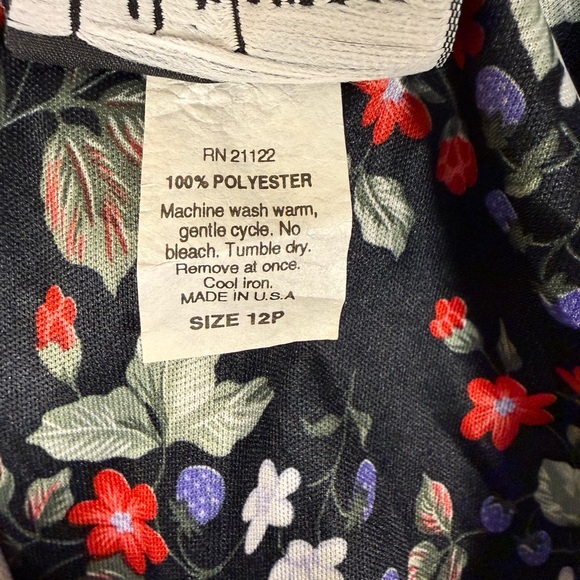 RN 21122
100% POLYESTER
Machine wash warm,
gentle cycle. No
bleach. Tumble dry.
Remove at once.
Cool iron.
MADE IN U.S.A
SIZE 12P